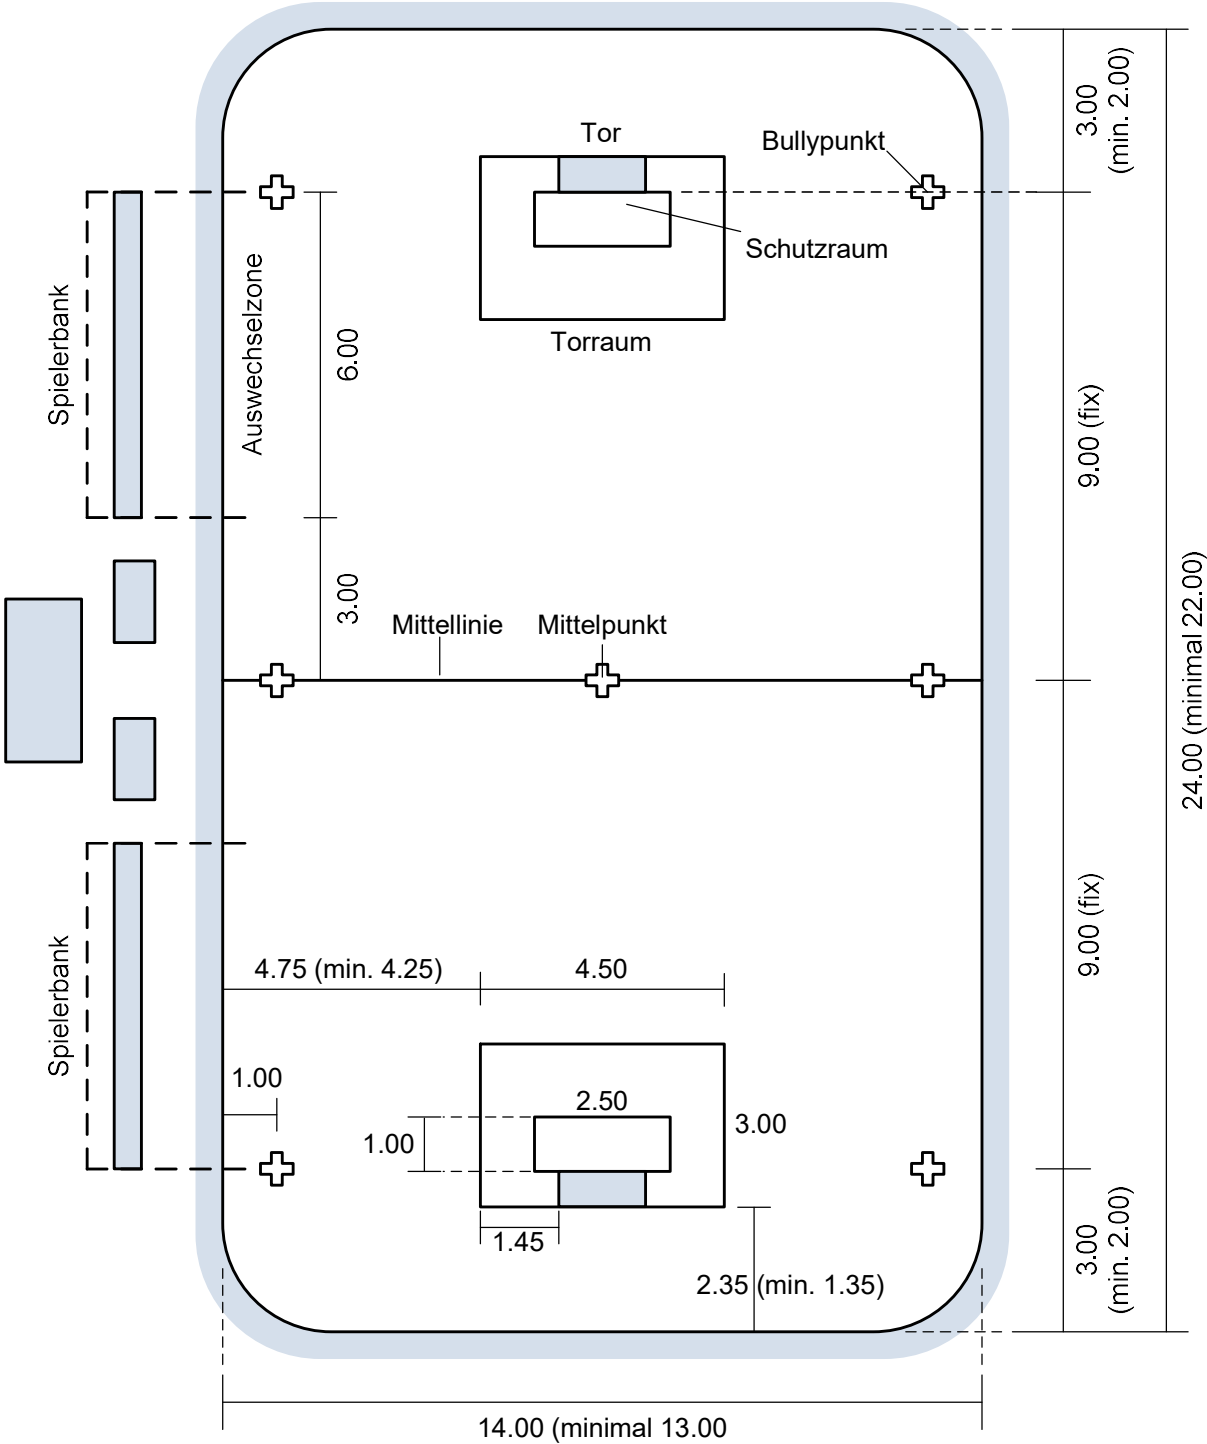 Tor
Bullypunkt
3.00
(min. 2.00)
Schutzraum
Spielerbank
Auswechselzone
6.00
Torraum
9.00 (fix)
3.00
Mittellinie
Mittelpunkt
24.00 (minimal 22.00)
9.00 (fix)
Spielerbank
4.75 (min. 4.25)
4.50
1.00
2.50
1.00
3.00
1.45
2.35 (min. 1.35)
3.00
(min. 2.00)
14.00 (minimal 13.00